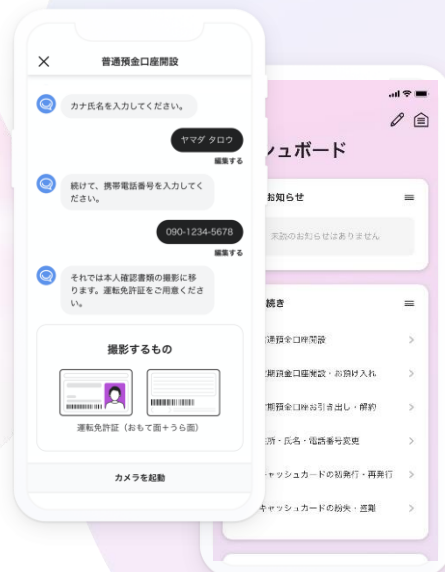 普通預金口座開設
カナ氏名を入力してください。
ヤマダ タロウ
編集する
続けて、携帯電話番号を入力してく
ださい。
090-1234-5678
編集する
それでは本人確認書類の撮影に移
ります。運転免許証をご用意くださ
い。
撮影するもの
運転免許証(おもて面+うら面)
カメラを起動
シュボード
お知らせ
未読のお知らせはありません
続き
通預金口座開設
期預金口座開設・お預け入れ
期預金口座お引き出し・解約
所・氏名・電話番号変更
キャッシュカードの初発行・再発行
キャッシュカードの紛失・盗難